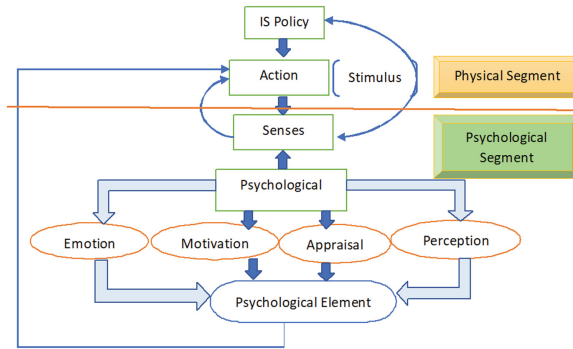 IS Policy
Action
Stimulus
Physical Segment
Senses
Psychological
Segment
Psychological
Emotion
Motivation
Appraisal
Perception
Psychological Element